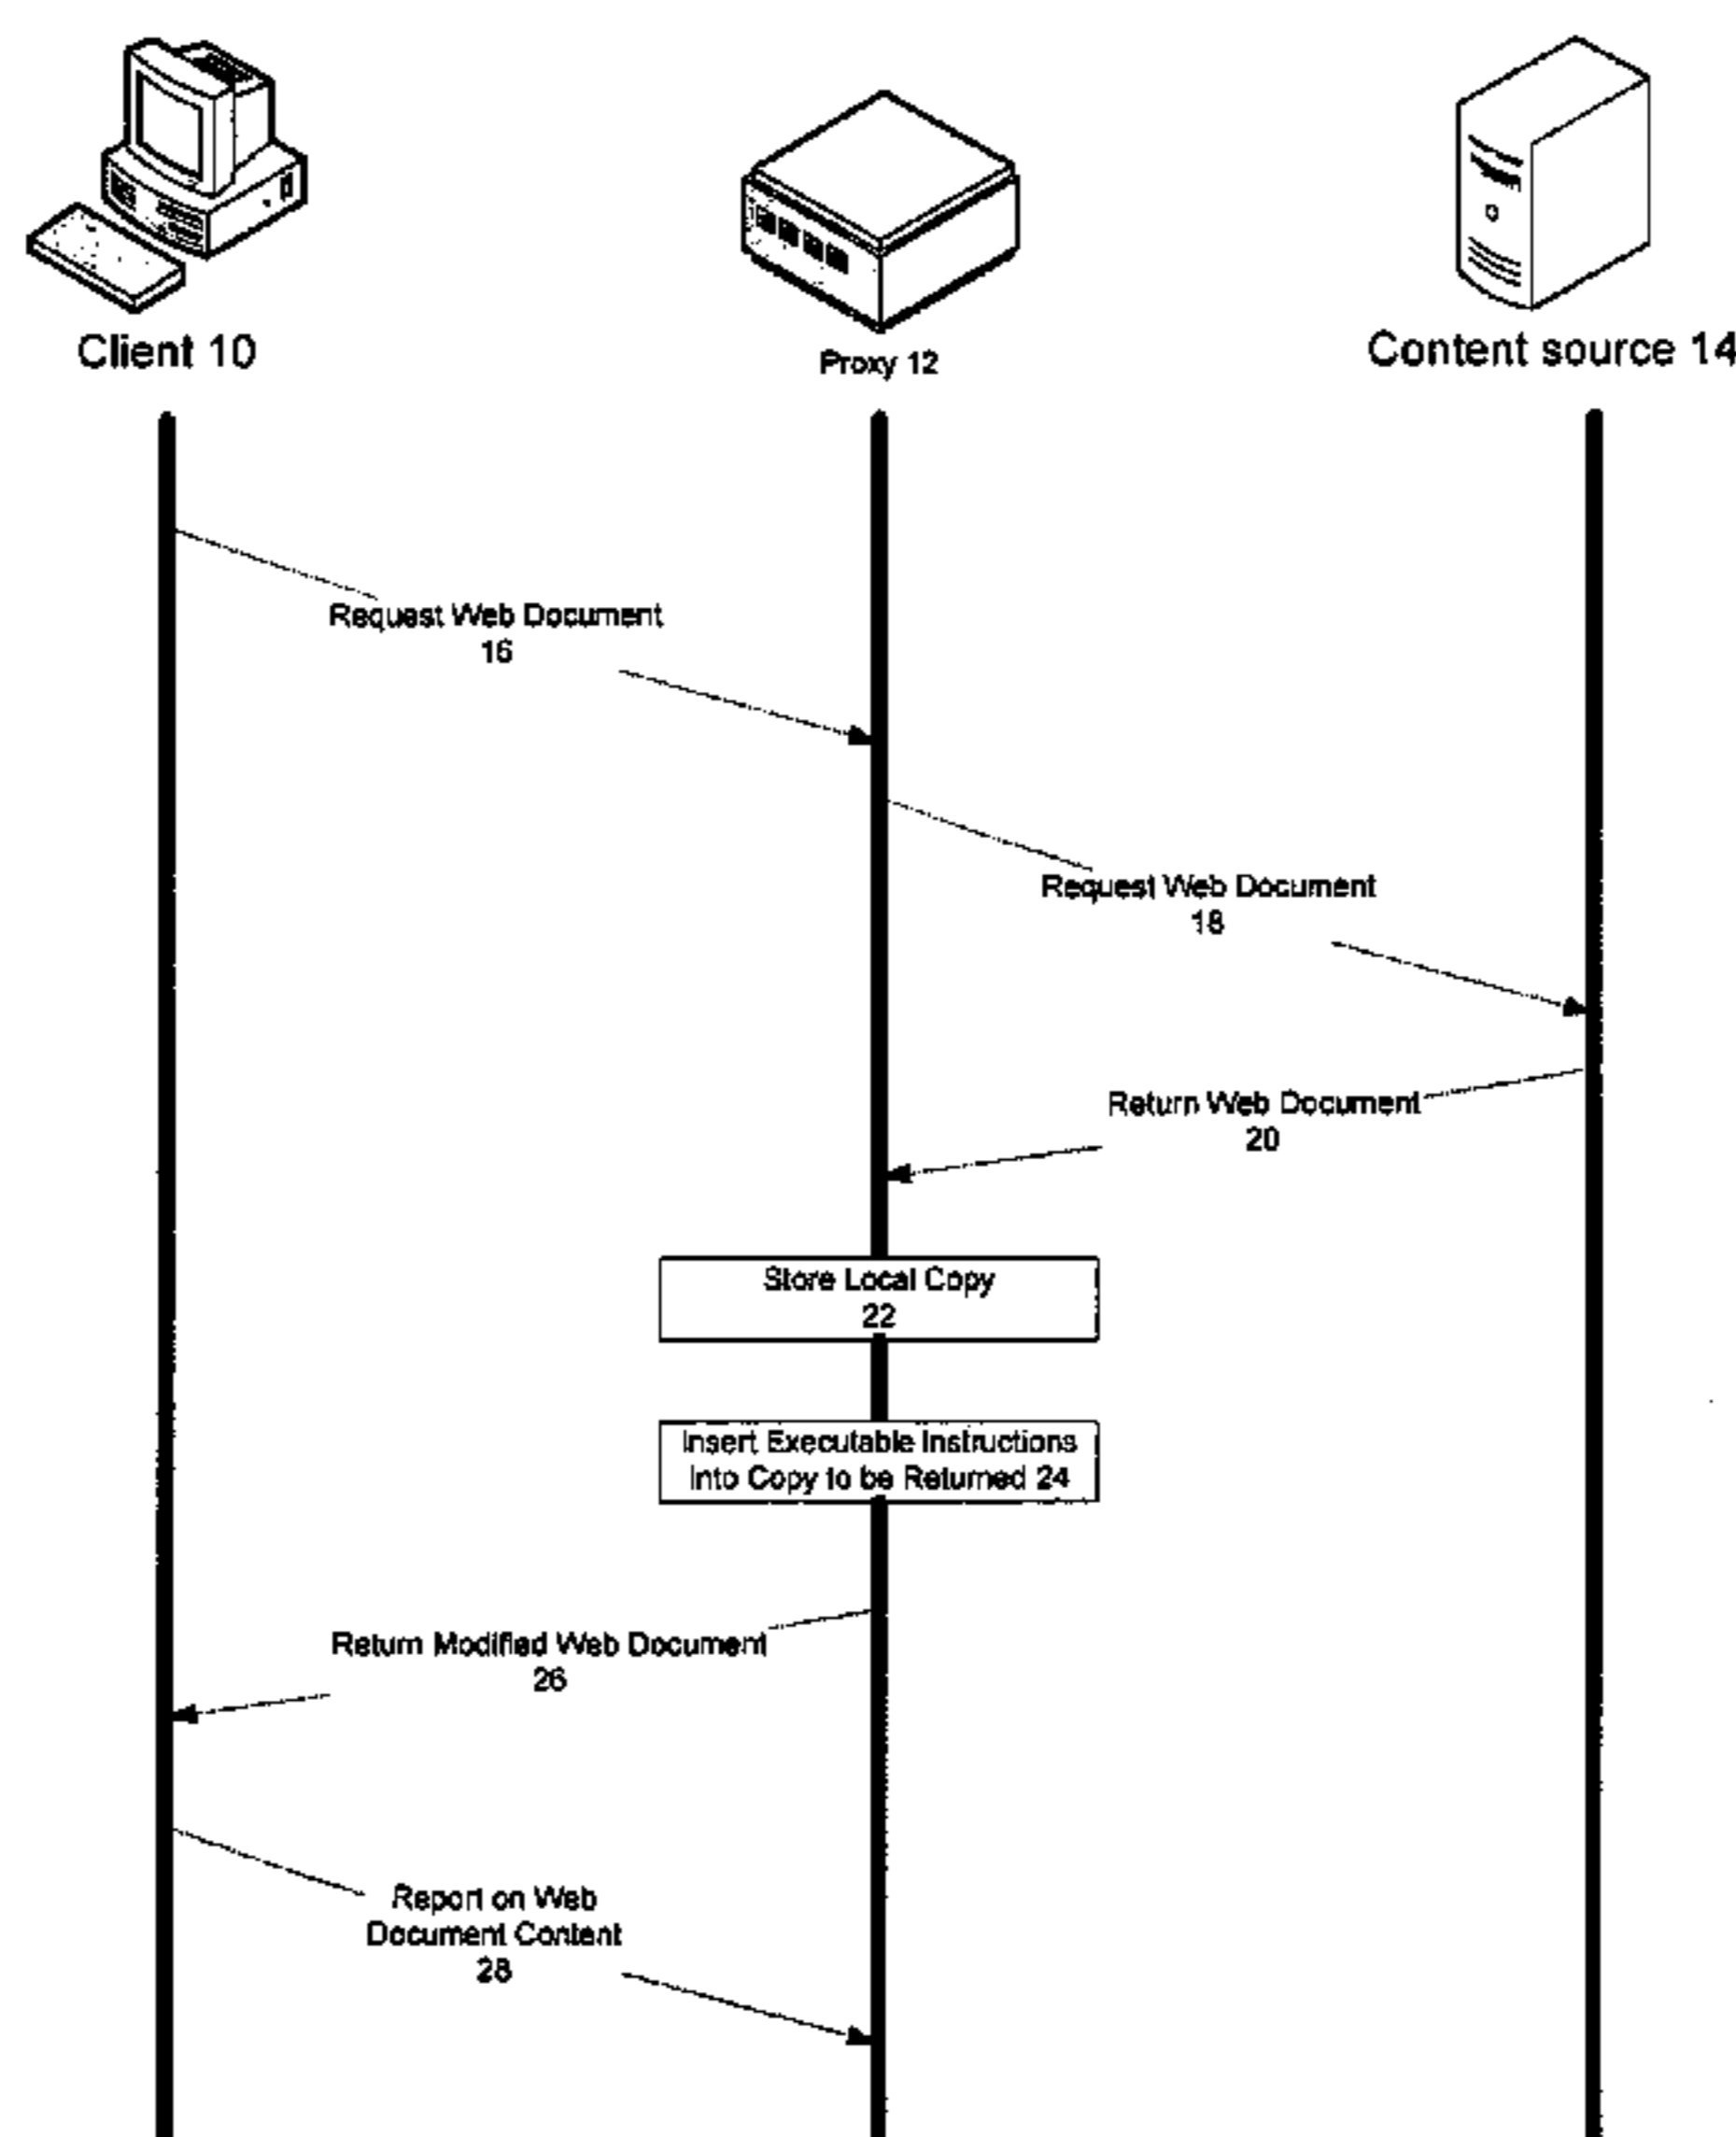 Client 10
Proxy 12
Content source 14
Request Web Document
16
Request Web Document
18
Return Web Document
20
Store Local Copy
22
Insert Executable Instructions
Into Copy to be Returned 24
Return Modified Web Document
26
Report on Web
Document Content
28